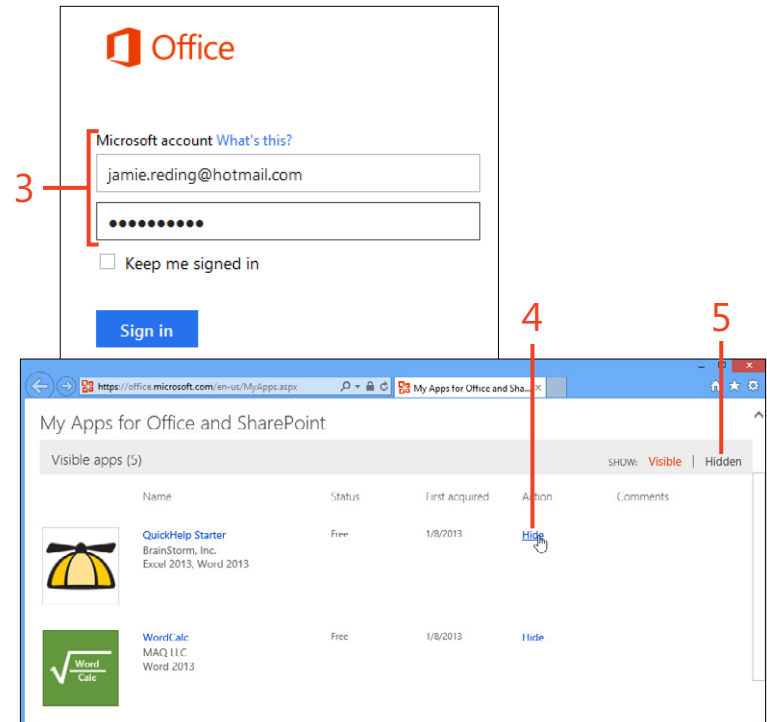 Office
Microsoft account What's this?
3
jamie.reding@hotmail.com
●●●●●●●●●●
Keep me signed in
Sign in
4
5
https://office.microsoft.com/en-us/MyApps.aspx
My Apps for Office and Sha...
My Apps for Office and SharePoint
Visible apps (5)
SHOW: Visible | Hidden
Name Status First acquired Action Comments
QuickHelp Starter Free 1/8/2013 Hide
BrainStorm, Inc.
Excel 2013, Word 2013
WordCalc Free 1/8/2013 Hide
MAQ LLC
Word 2013
Word
Calc